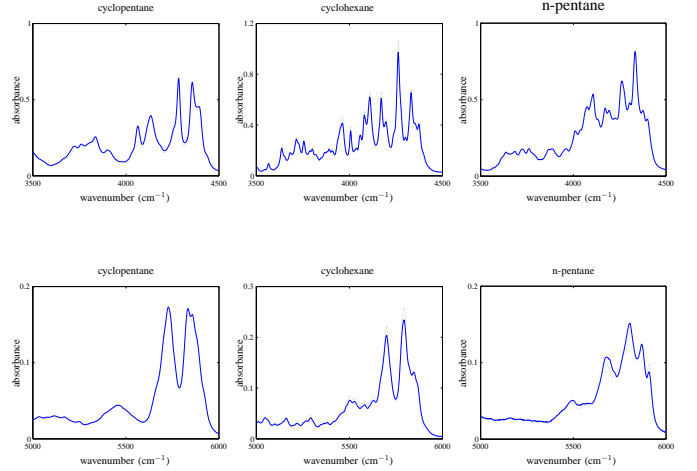 cyclopentane
cyclohexane
n-pentane
1
0.5
0
absorbance
3500
4000
4500
wavenumber (cm⁻¹)
1.2
0.8
0.4
0
absorbance
3500
4000
4500
wavenumber (cm⁻¹)
1
0.5
0
absorbance
3500
4000
4500
wavenumber (cm⁻¹)
cyclopentane
cyclohexane
n-pentane
0.2
0.1
0
absorbance
5000
5500
6000
wavenumber (cm⁻¹)
0.3
0.2
0.1
0
absorbance
5000
5500
6000
wavenumber (cm⁻¹)
0.2
0.1
0
absorbance
5000
5500
6000
wavenumber (cm⁻¹)